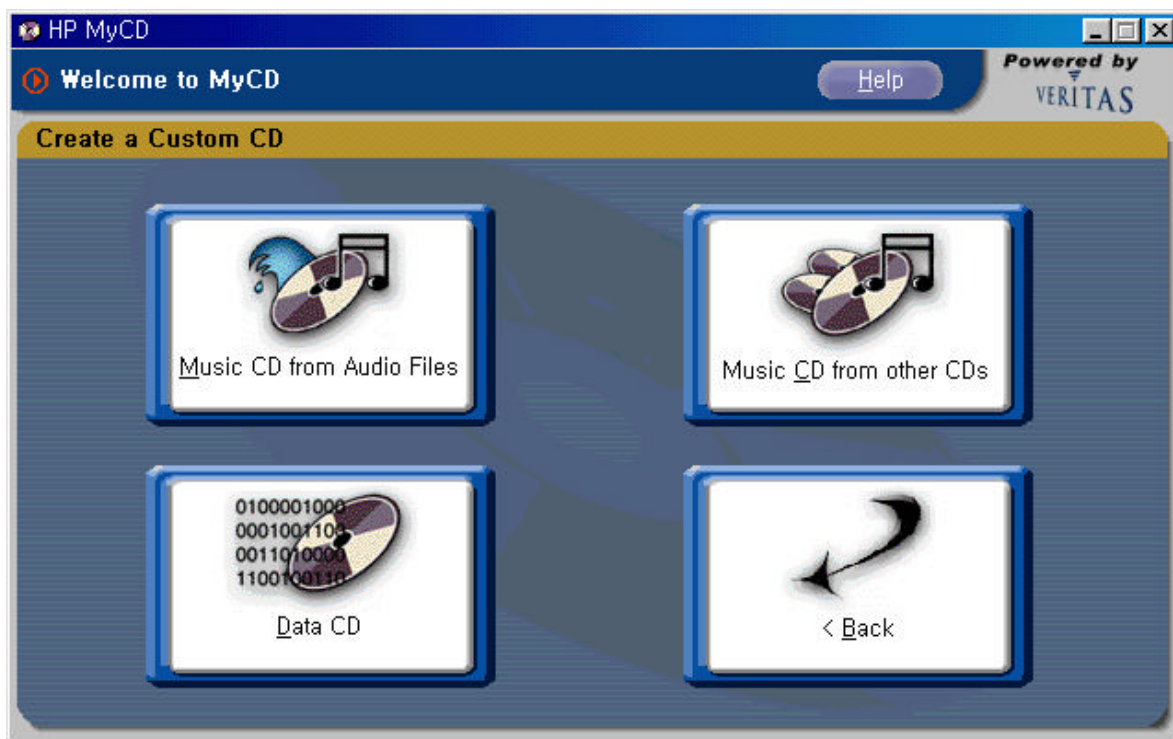 HP MyCD
Welcome to MyCD
Help
Powered by
VERITAS
Create a Custom CD
Music CD from Audio Files
Music CD from other CDs
0100001000
0001001100
0011010000
1100100110
Data CD
< Back